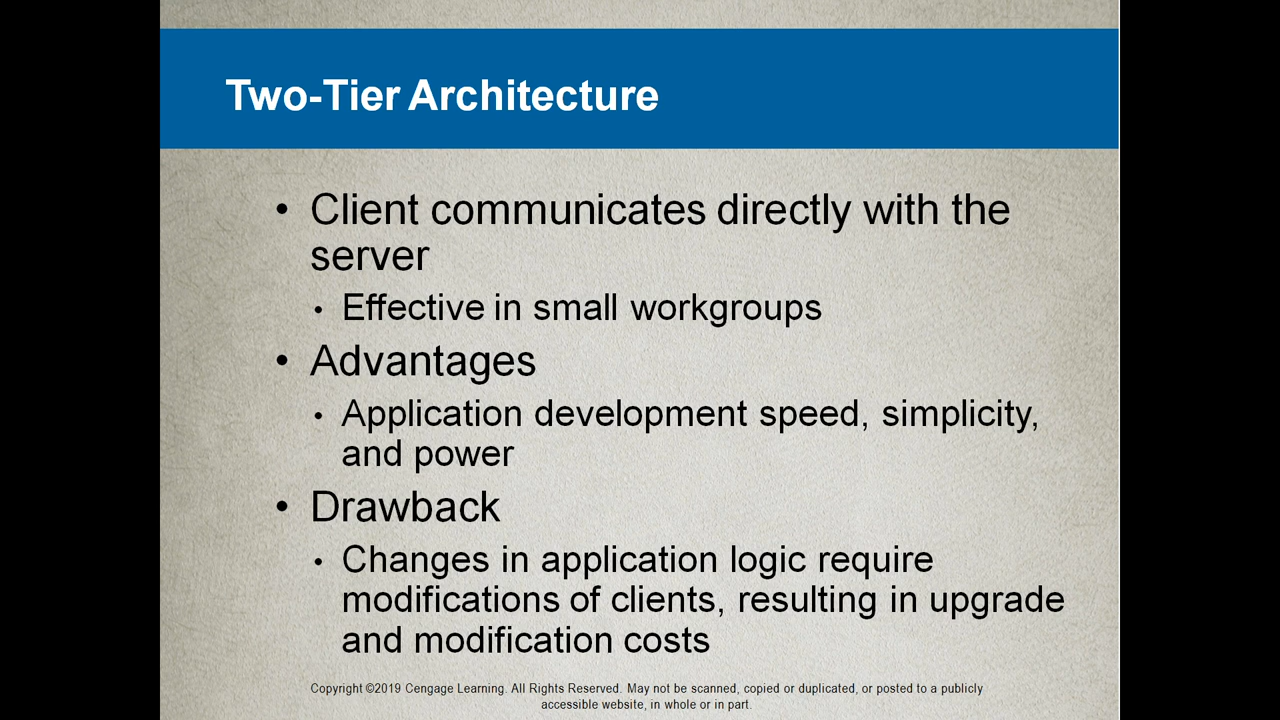 Two-Tier Architecture
• Client communicates directly with the
server
• Effective in small workgroups
• Advantages
• Application development speed, simplicity,
and power
• Drawback
• Changes in application logic require
modifications of clients, resulting in upgrade
and modification costs
Copyright ©2019 Cengage Learning. All Rights Reserved. May not be scanned, copied or duplicated, or posted to a publicly
accessible website, in whole or in part.